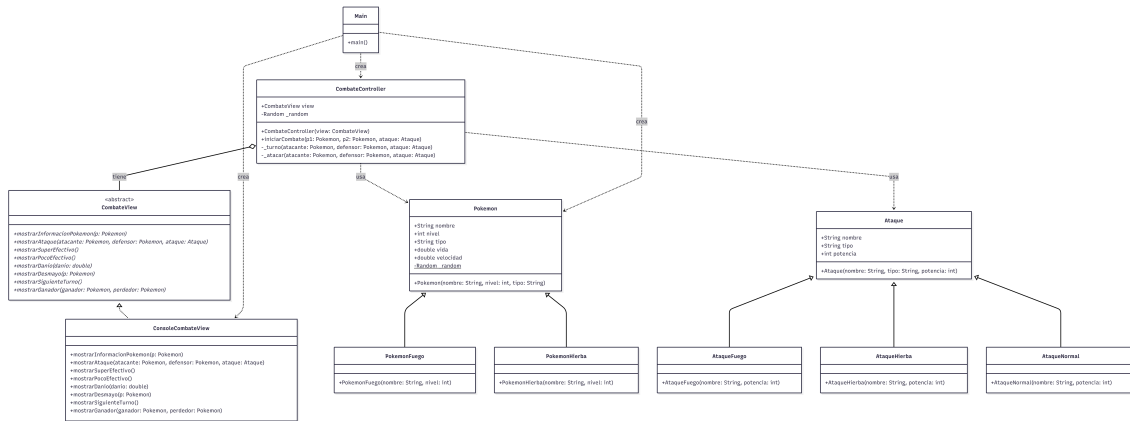 Main
+main()
crea
crea
crea
CombateController
+CombateView view
-Random _random
+CombateController(view: CombateView)
+iniciarCombate(p1: Pokemon, p2: Pokemon, ataque: Ataque)
-_turno(atacante: Pokemon, defensor: Pokemon, ataque: Ataque)
-_atacar(atacante: Pokemon, defensor: Pokemon, ataque: Ataque)
tiene
usa
usa
<abstract>
CombateView
+mostrarInformacionPokemon(p: Pokemon)
+mostrarAtaque(atacante: Pokemon, defensor: Pokemon, ataque: Ataque)
+mostrarSuperEfectivo()
+mostrarPocoEfectivo()
+mostrarDanio(danio: double)
+mostrarDesmayo(p: Pokemon)
+mostrarSiguienteTurno()
+mostrarGanador(ganador: Pokemon, perdedor: Pokemon)
Pokemon
+String nombre
+int nivel
+String tipo
+double vida
+double velocidad
-Random _random
+Pokemon(nombre: String, nivel: int, tipo: String)
Ataque
+String nombre
+String tipo
+int potencia
+Ataque(nombre: String, tipo: String, potencia: int)
ConsoleCombateView
+mostrarInformacionPokemon(p: Pokemon)
+mostrarAtaque(atacante: Pokemon, defensor: Pokemon, ataque: Ataque)
+mostrarSuperEfectivo()
+mostrarPocoEfectivo()
+mostrarDanio(danio: double)
+mostrarDesmayo(p: Pokemon)
+mostrarSiguienteTurno()
+mostrarGanador(ganador: Pokemon, perdedor: Pokemon)
PokemonFuego
+PokemonFuego(nombre: String, nivel: int)
PokemonHierba
+PokemonHierba(nombre: String, nivel: int)
AtaqueFuego
+AtaqueFuego(nombre: String, potencia: int)
AtaqueHierba
+AtaqueHierba(nombre: String, potencia: int)
AtaqueNormal
+AtaqueNormal(nombre: String, potencia: int)